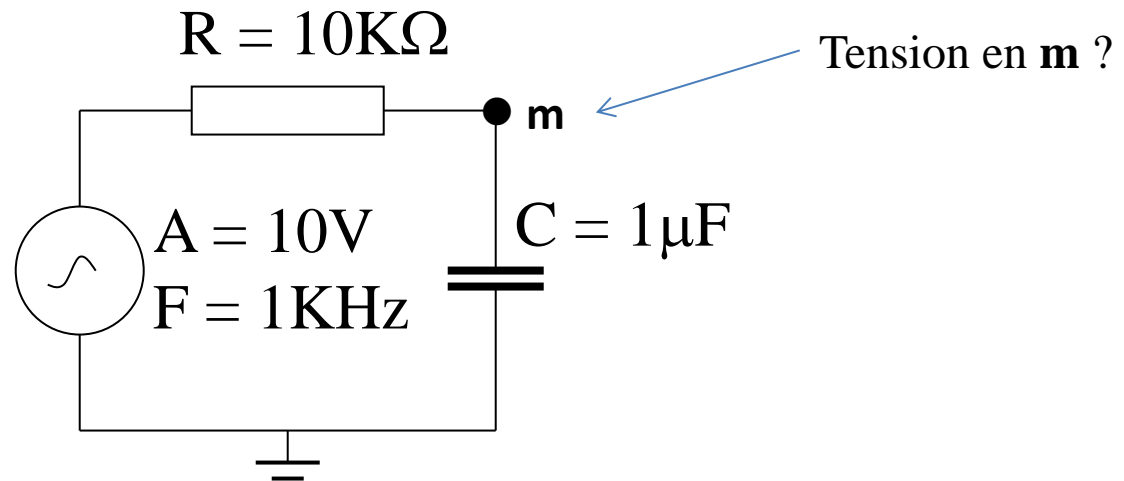 R = 10KΩ
Tension en m ?
m
A = 10V
C = 1μF
F = 1KHz